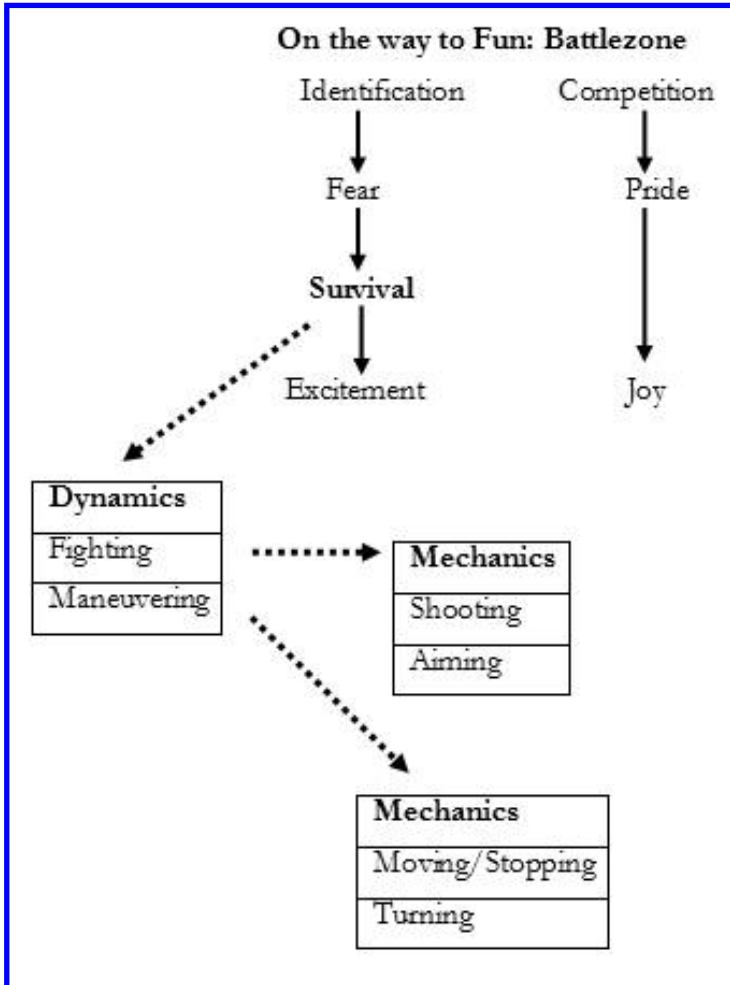 On the way to Fun: Battlezone
Identification Competition
Fear Pride
Survival
Excitement Joy
Dynamics
Fighting
Maneuvering
Mechanics
Shooting
Aiming
Mechanics
Moving/Stopping
Turning